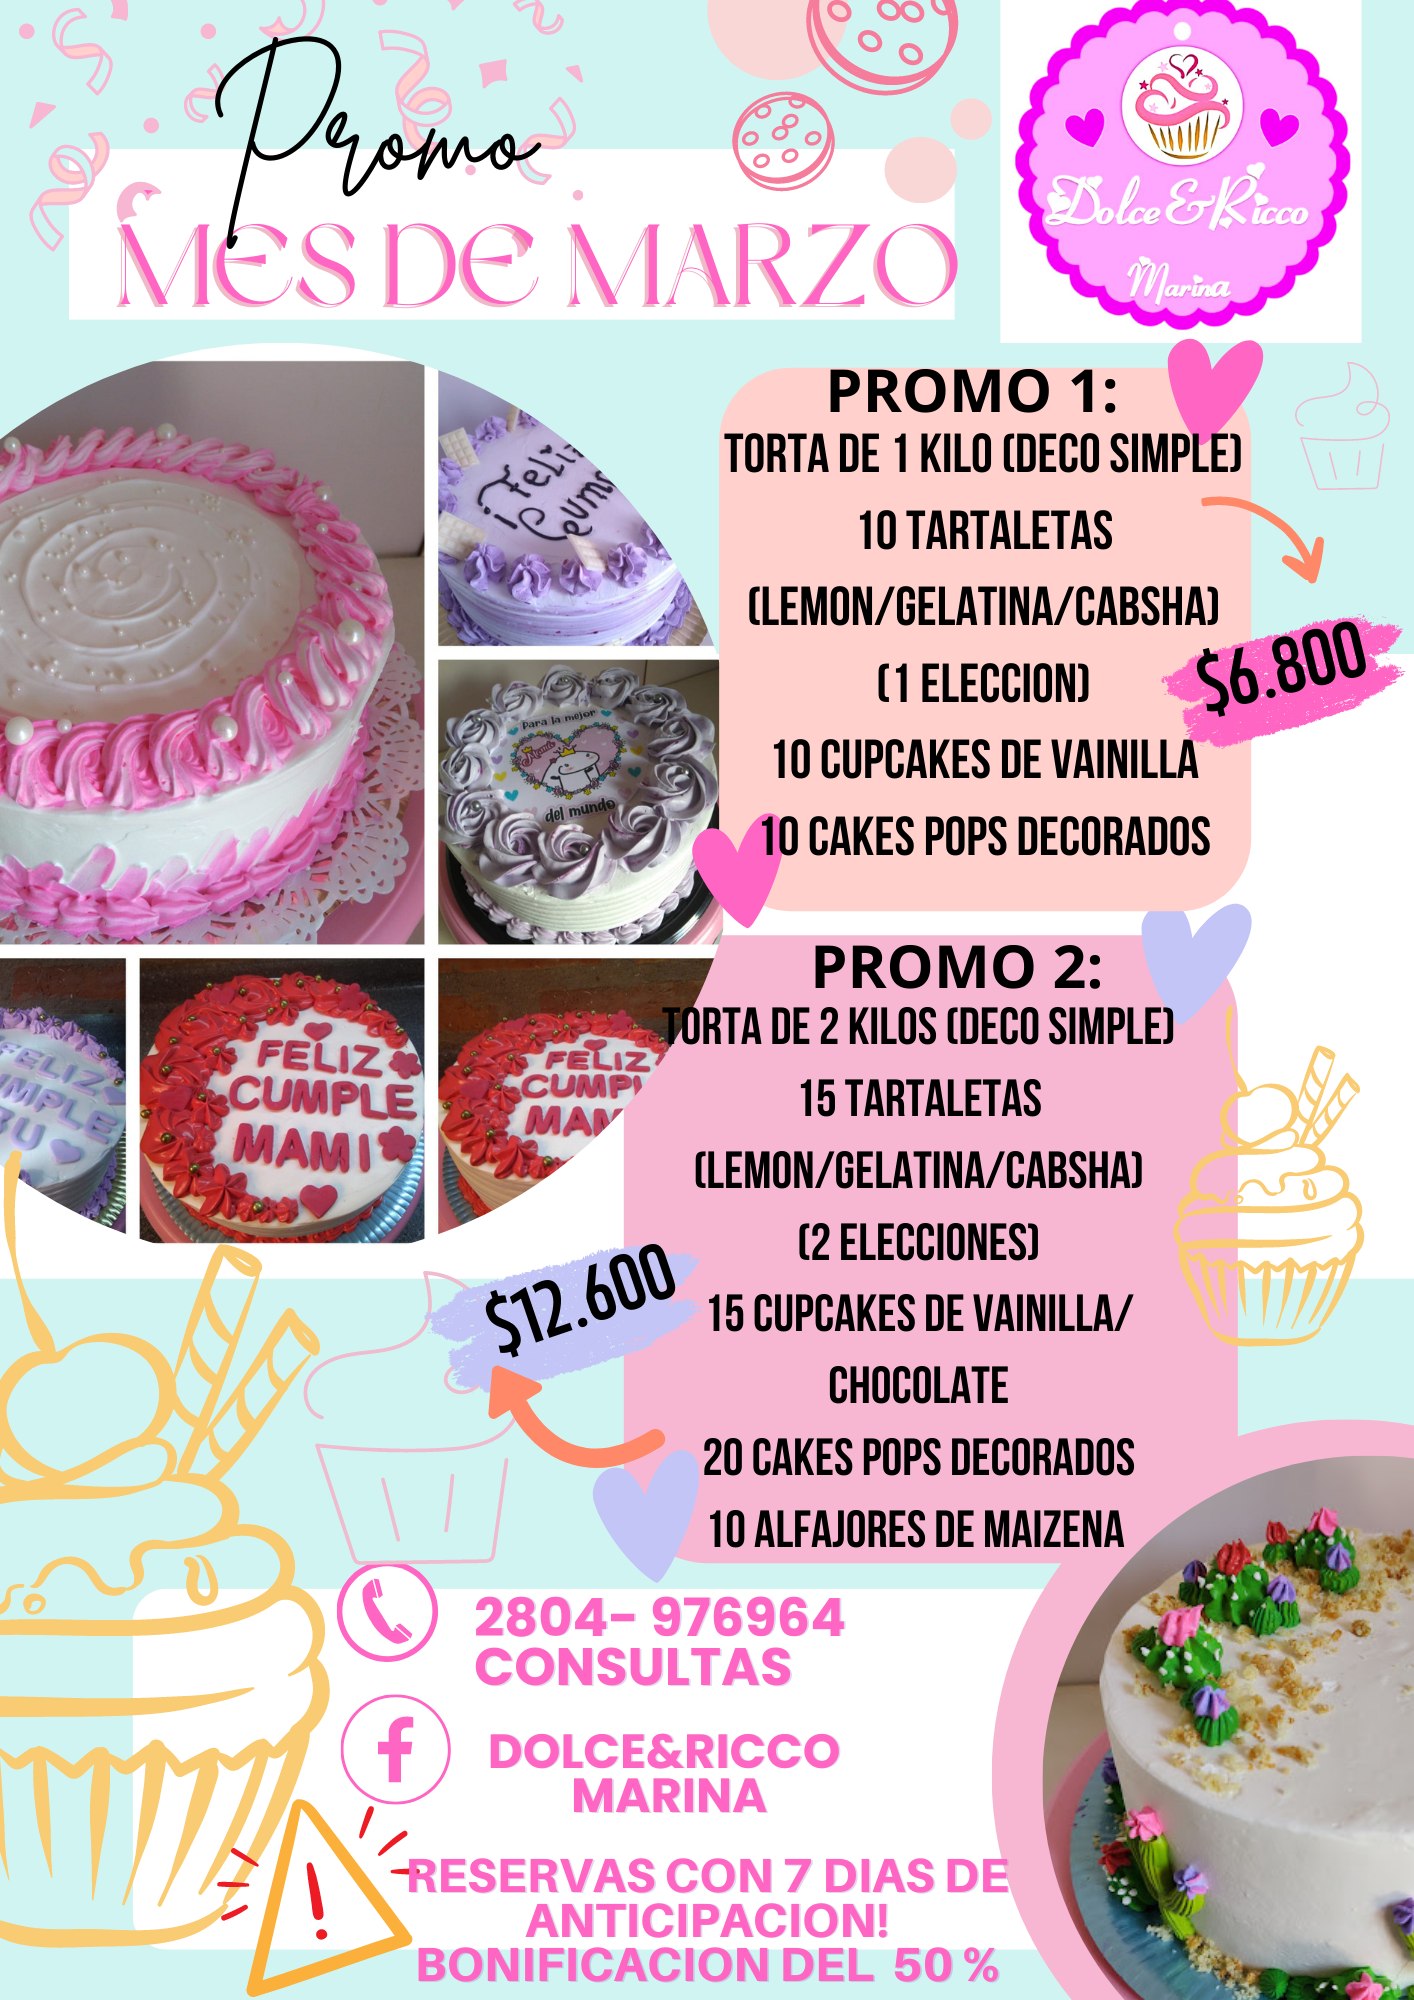 Promo
MES DE MARZO
Dolce & Ricco
Marina
PROMO 1:
TORTA DE 1 KILO (DECO SIMPLE)
10 TARTALETAS
(LEMON/GELATINA/CABSHA)
(1 ELECCION)
10 CUPCAKES DE VAINILLA
10 CAKES POPS DECORADOS
$6.800
¡Feliz
Para la mejor
Mamá
del mundo
FELIZ
CUMPLE
MAMI
FELIZ
PROMO 2:
TORTA DE 2 KILOS (DECO SIMPLE)
15 TARTALETAS
(LEMON/GELATINA/CABSHA)
(2 ELECCIONES)
15 CUPCAKES DE VAINILLA/
CHOCOLATE
20 CAKES POPS DECORADOS
10 ALFAJORES DE MAIZENA
$12.600
2804- 976964
CONSULTAS
DOLCE&RICCO
MARINA
RESERVAS CON 7 DIAS DE
ANTICIPACION!
BONIFICACION DEL 50 %